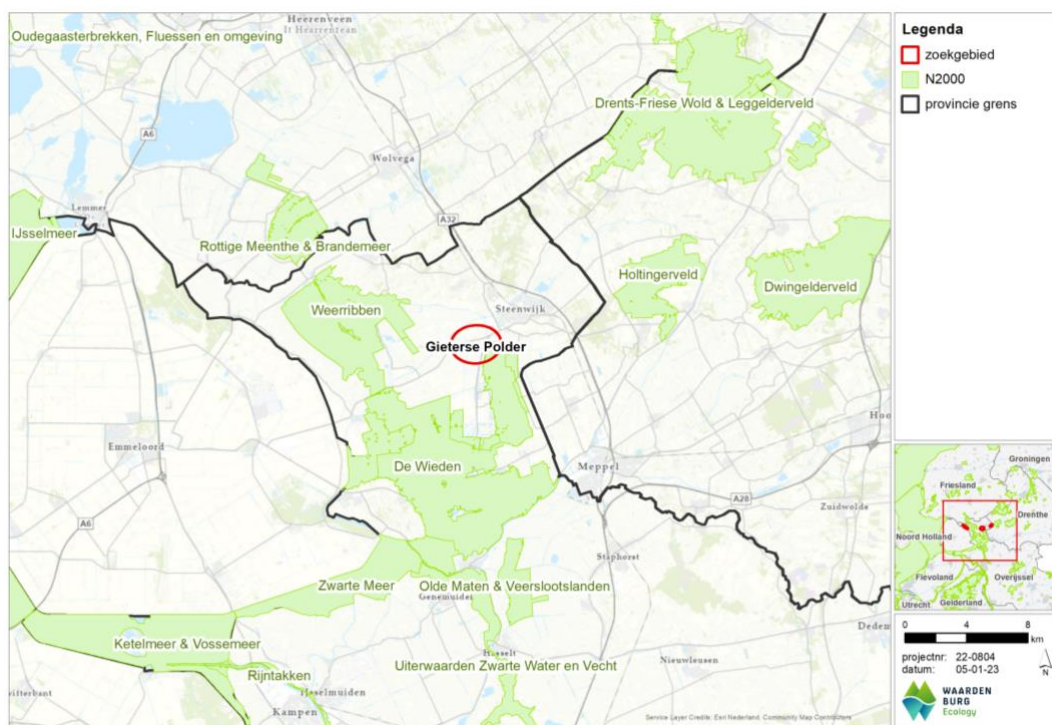 Oudegaasterbrekken, Fluessen en omgeving
Heerenveen
It Hearrenfean
A6
Drents-Friese Wold & Leggelderveld
Wolvega
Lemmer
A32
IJsselmeer
Rottige Meenthe & Brandemeer
Holtingerveld
Dwingelderveld
Weerribben
Steenwijk
Gieterse Polder
Emmeloord
De Wieden
Meppel
A28
Zuidwolde
A6
Staphorst
Zwarte Meer
Olde Maten & Veerslootslanden
Genemuiden
Ketelmeer & Vossemeer
Hasselt
Uiterwaarden Zwarte Water en Vecht
Nieuwleusen
Rijntakken
IJsselmuiden
Kampen
Service Layer Credits: Esri Nederland, Community Map Contributors
Legenda
zoekgebied
N2000
provincie grens
Groningen
Friesland
Drenthe
Noord Holland
Flevoland
Overijssel
Utrecht
Gelderland
0 4 8
km
projectnr: 22-0804
datum: 05-01-23
N
WAARDEN
BURG
Ecology